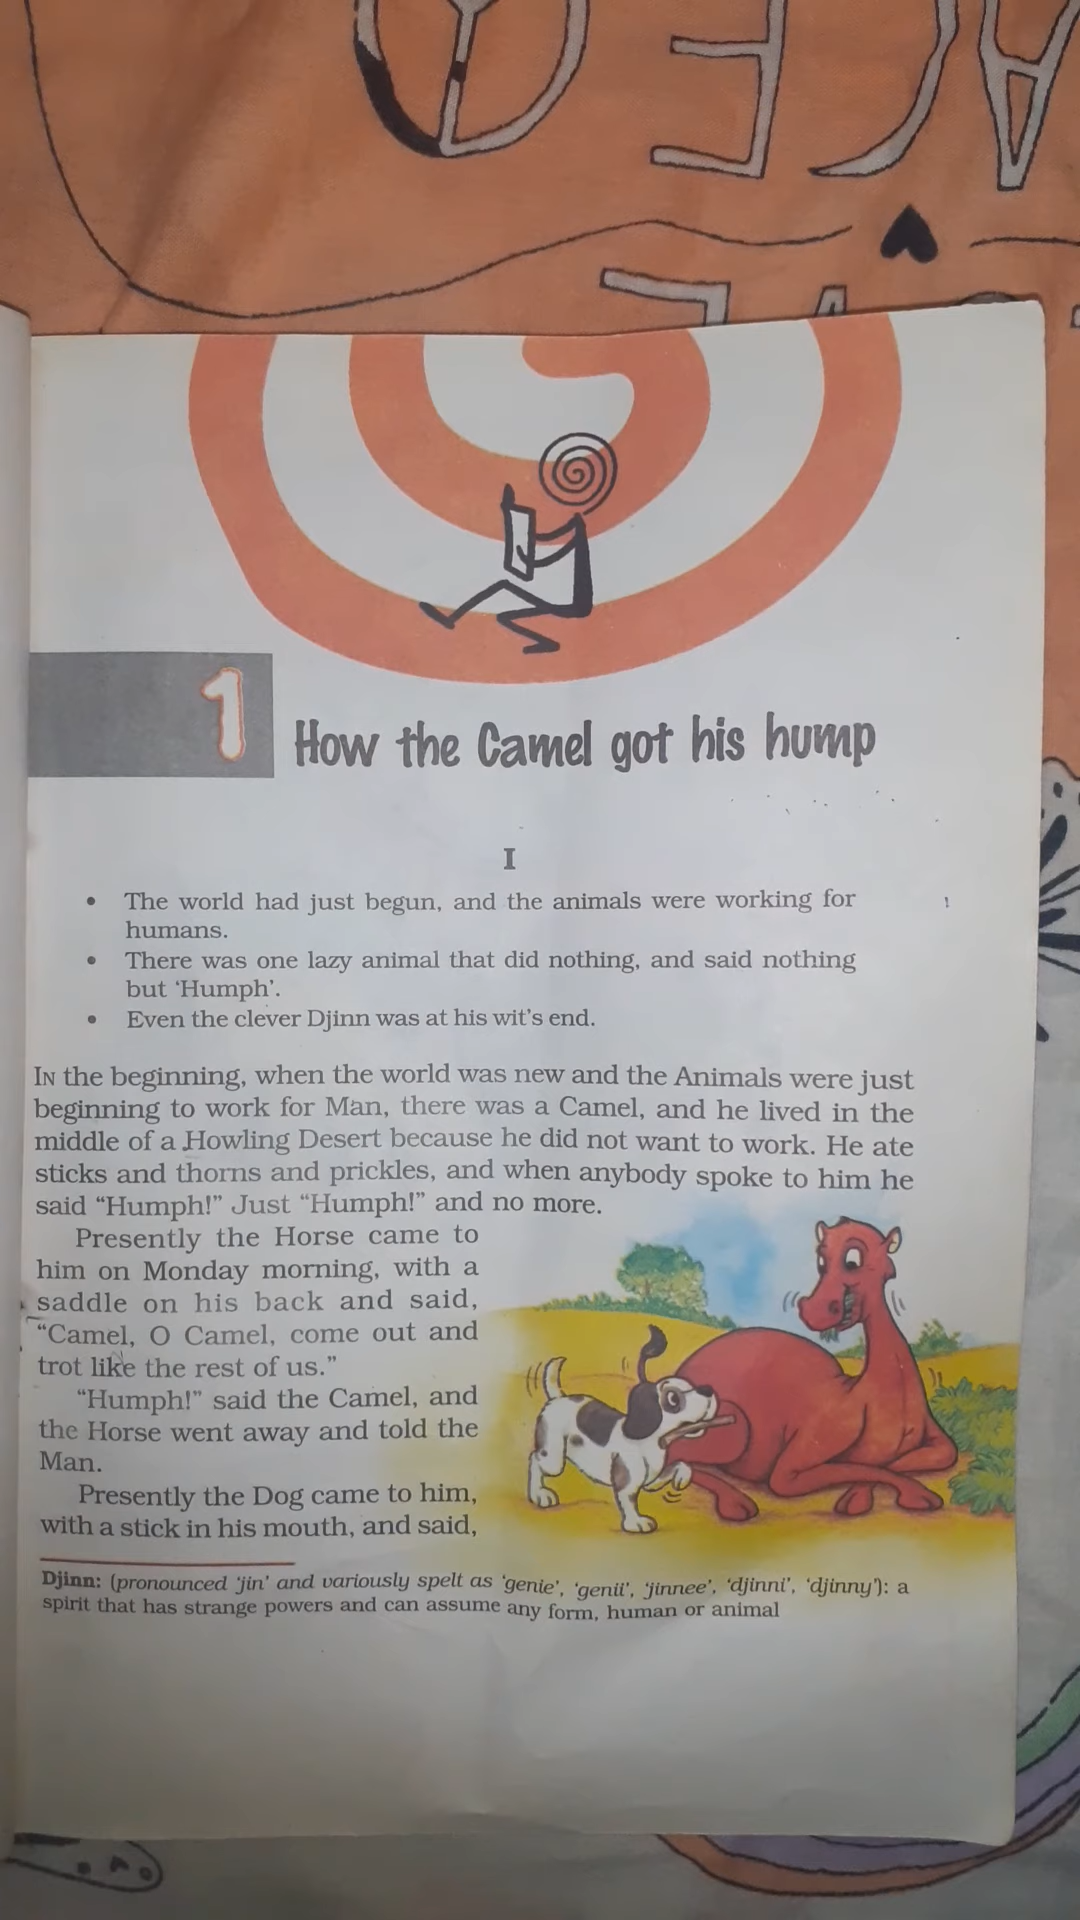 1
How the Camel got his hump
I
• The world had just begun, and the animals were working for
humans.
• There was one lazy animal that did nothing, and said nothing
but ‘Humph’.
• Even the clever Djinn was at his wit’s end.
IN the beginning, when the world was new and the Animals were just
beginning to work for Man, there was a Camel, and he lived in the
middle of a Howling Desert because he did not want to work. He ate
sticks and thorns and prickles, and when anybody spoke to him he
said “Humph!” Just “Humph!” and no more.
Presently the Horse came to
him on Monday morning, with a
saddle on his back and said,
“Camel, O Camel, come out and
trot like the rest of us.”
“Humph!” said the Camel, and
the Horse went away and told the
Man.
Presently the Dog came to him,
with a stick in his mouth, and said,
Djinn: (pronounced ‘jin’ and variously spelt as ‘genie’, ‘genii’, ‘jinnee’, ‘djinni’, ‘djinny’): a
spirit that has strange powers and can assume any form, human or animal